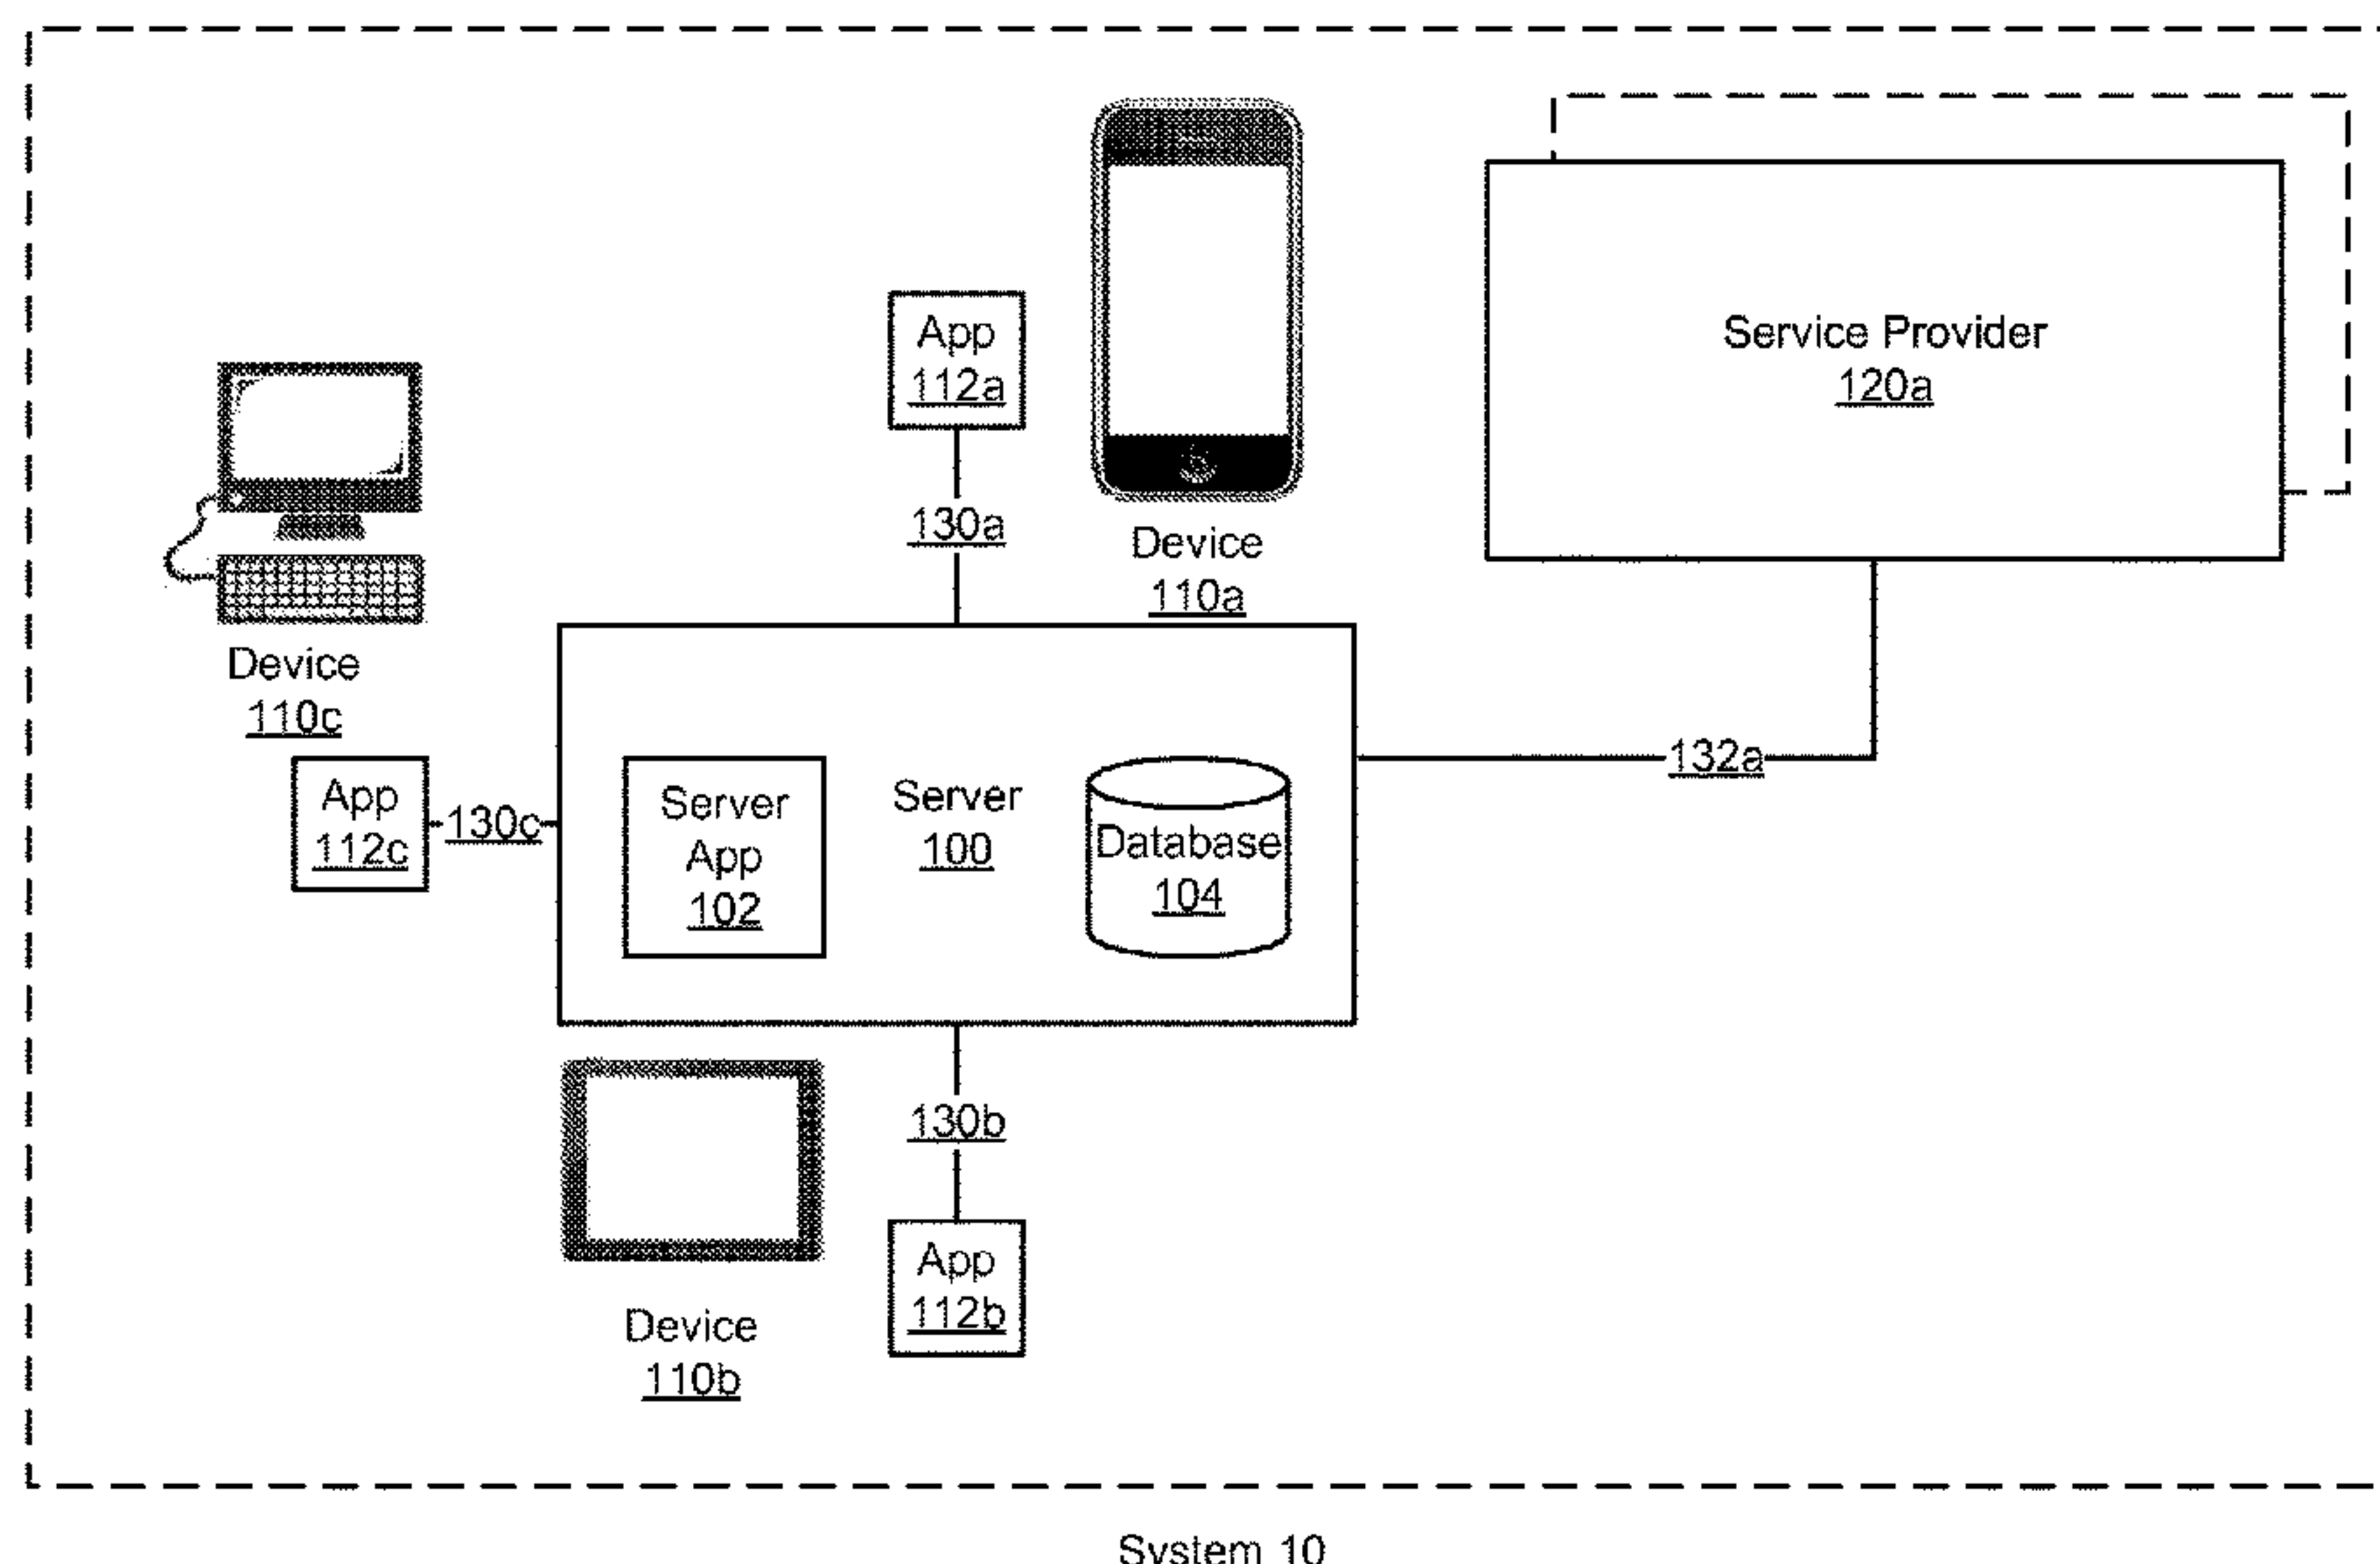 App
112a
130a
Device
110a
Service Provider
120a
Device
110c
App
112c
130c
Server
App
102
Server
100
Database
104
132a
130b
App
112b
Device
110b
System 10